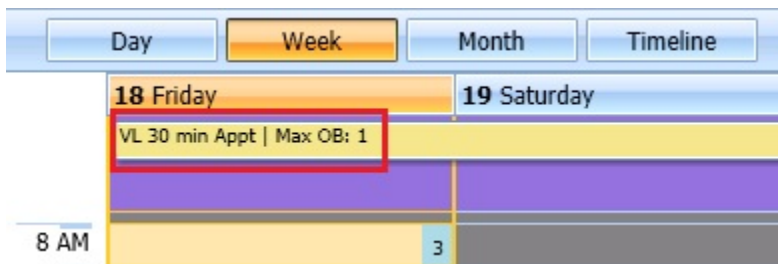 Day Week Month Timeline
18 Friday 19 Saturday
VL 30 min Appt | Max OB: 1
8 AM 3